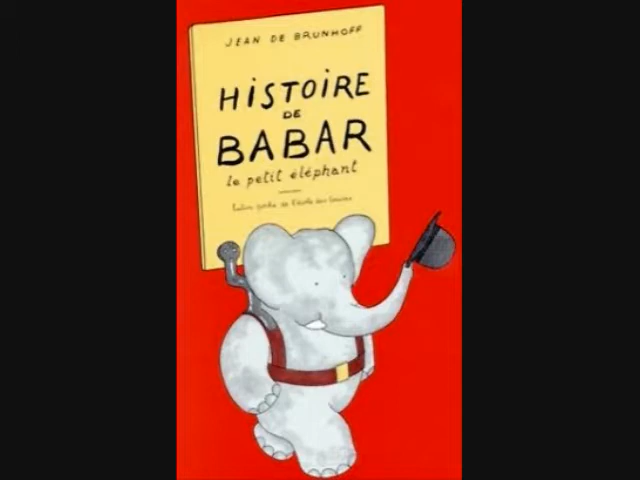 JEAN DE BRUNHOFF
HISTOIRE
DE
BABAR
le petit éléphant